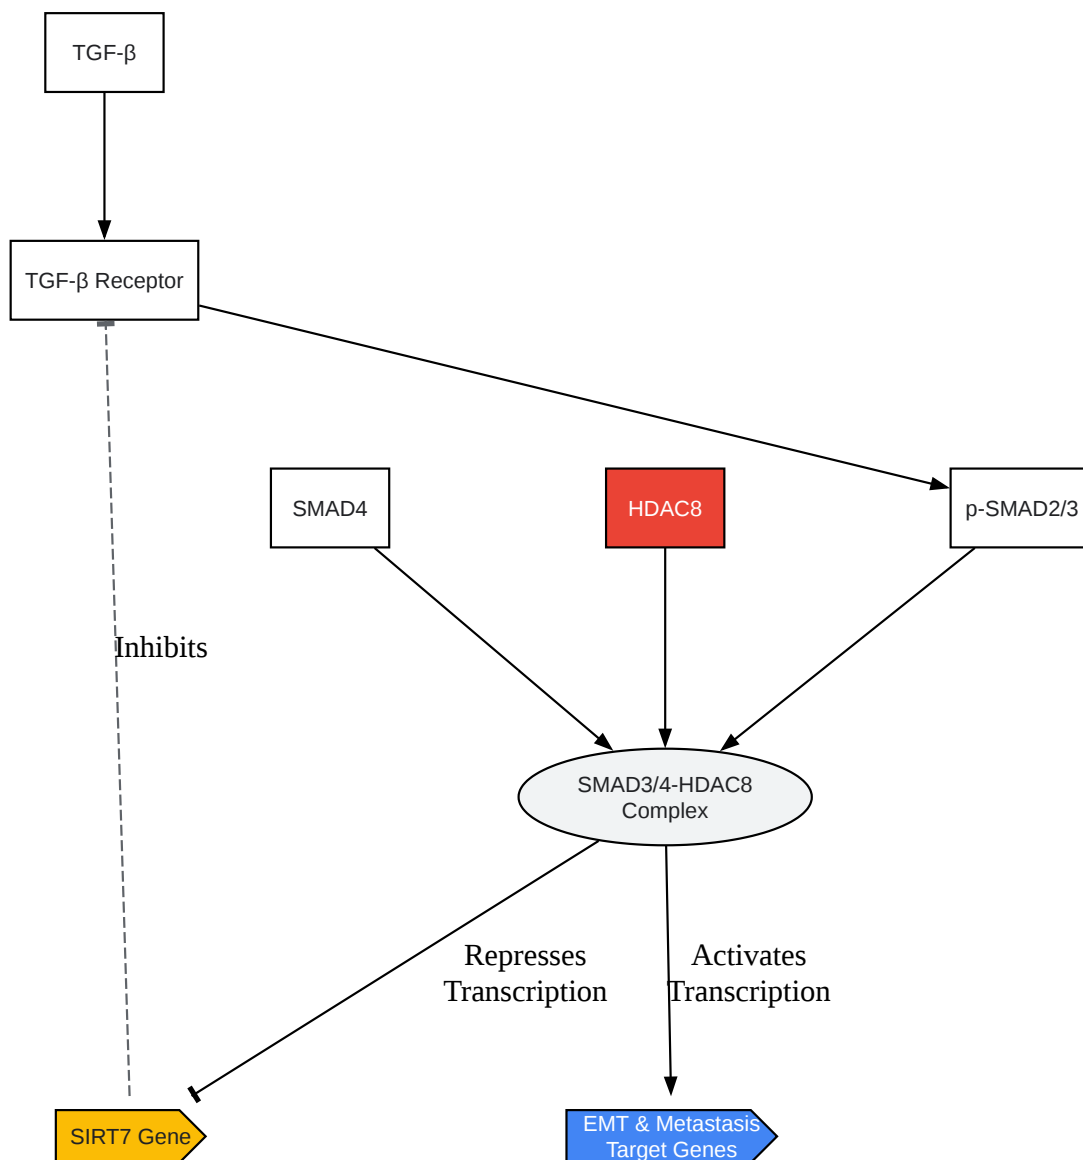 TGF-β
TGF-β Receptor
SMAD4
HDAC8
p-SMAD2/3
Inhibits
SMAD3/4-HDAC8
Complex
Represses
Transcription
Activates
Transcription
SIRT7 Gene
EMT & Metastasis
Target Genes